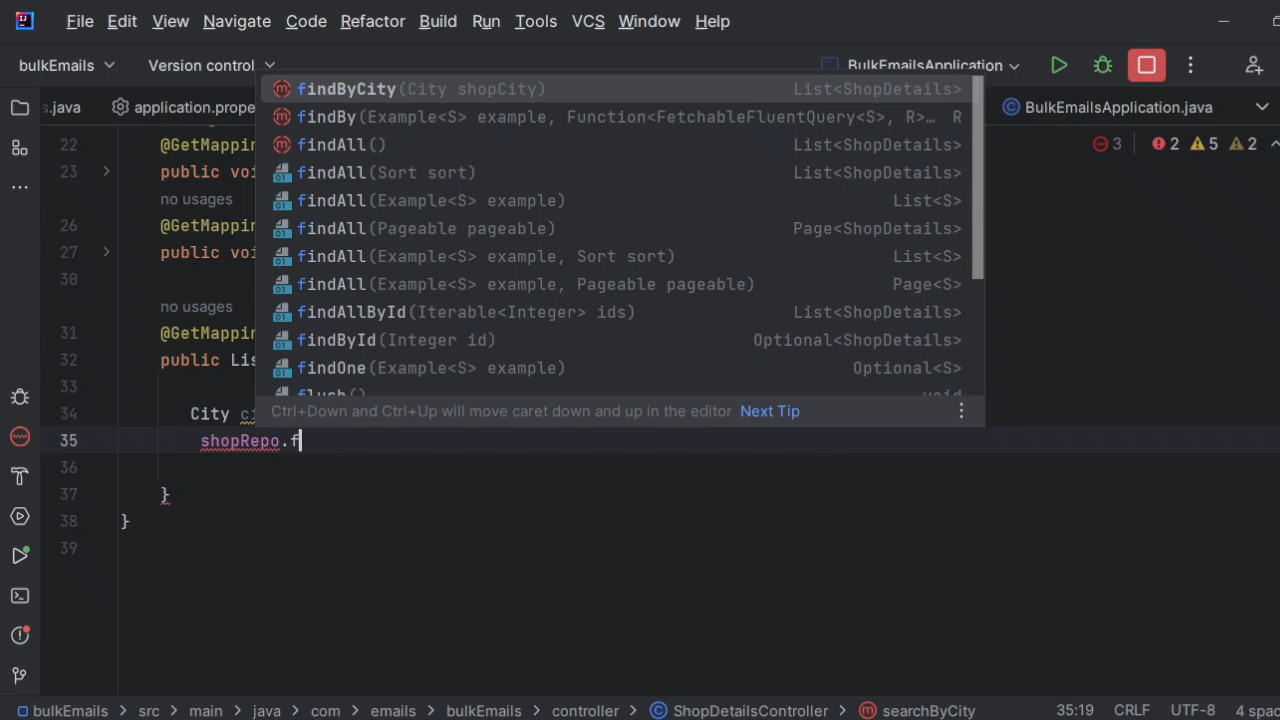 File Edit View Navigate Code Refactor Build Run Tools VCS Window Help
bulkEmails Version control BulkEmailsApplication
s.java application.prope BulkEmailsApplication.java
3 2 5 2
findByCity(City shopCity) List<ShopDetails>
findBy(Example<S> example, Function<FetchableFluentQuery<S>, R>… R
findAll() List<ShopDetails>
findAll(Sort sort) List<ShopDetails>
findAll(Example<S> example) List<S>
findAll(Pageable pageable) Page<ShopDetails>
findAll(Example<S> example, Sort sort) List<S>
findAll(Example<S> example, Pageable pageable) Page<S>
findAllById(Iterable<Integer> ids) List<ShopDetails>
findById(Integer id) Optional<ShopDetails>
findOne(Example<S> example) Optional<S>
flush() void
Ctrl+Down and Ctrl+Up will move caret down and up in the editor Next Tip
22 @GetMappin
23 public voi
no usages
26 @GetMappin
27 public voi
30
no usages
31 @GetMappin
32 public Lis
33
34 City ci
35 shopRepo.f
36
37 }
38 }
39
bulkEmails > src > main > java > com > emails > bulkEmails > controller > ShopDetailsController > searchByCity 35:19 CRLF UTF-8 4 spac